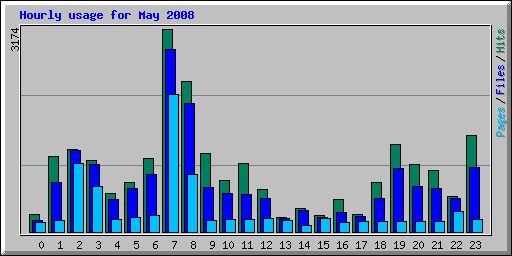 Hourly usage for May 2008
3174
Pages / Files / Hits
0 1 2 3 4 5 6 7 8 9 10 11 12 13 14 15 16 17 18 19 20 21 22 23